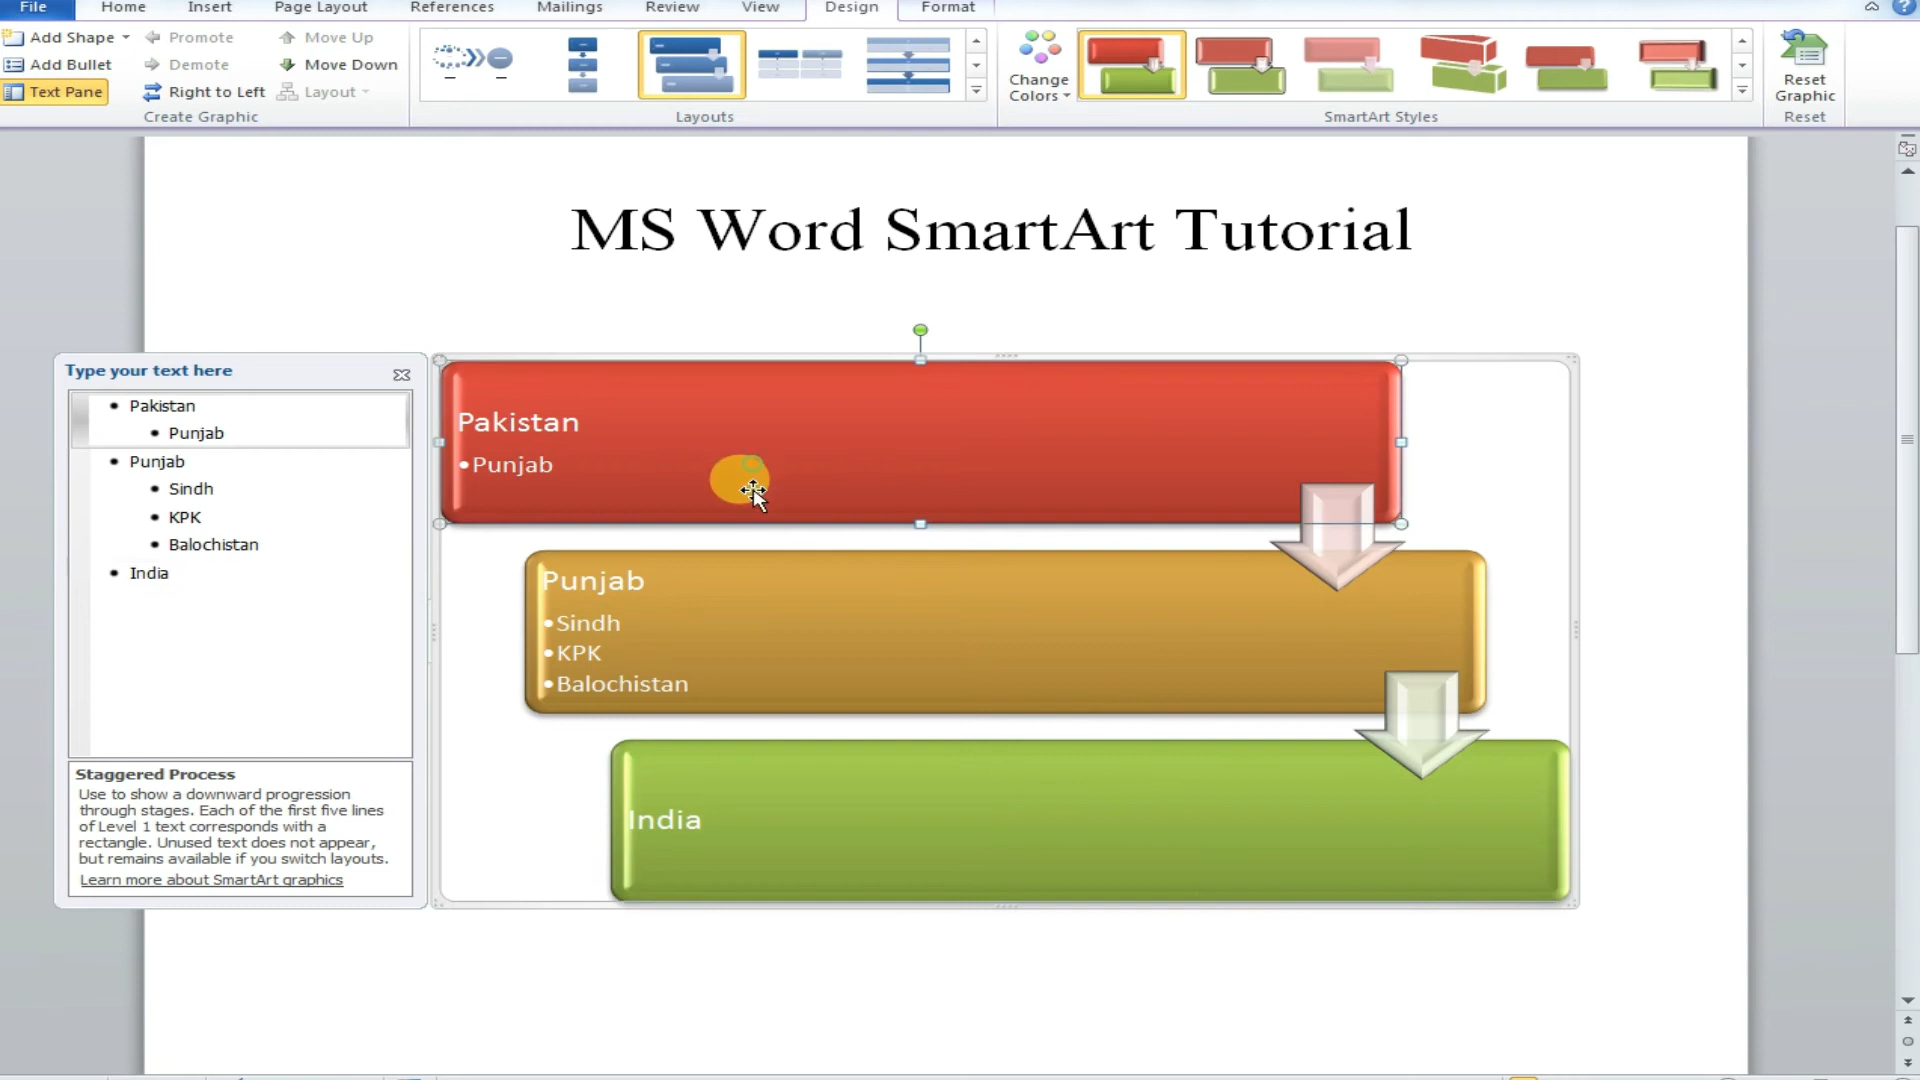 File Home Insert Page Layout References Mailings Review View Design Format
Add Shape Promote Move Up
Add Bullet Demote Move Down
Text Pane Right to Left Layout
Create Graphic
Layouts
Change Colors
SmartArt Styles
Reset Graphic
Reset
MS Word SmartArt Tutorial
Type your text here
• Pakistan
• Punjab
• Punjab
• Sindh
• KPK
• Balochistan
• India
Staggered Process
Use to show a downward progression
through stages. Each of the first five lines
of Level 1 text corresponds with a
rectangle. Unused text does not appear,
but remains available if you switch layouts.
Learn more about SmartArt graphics
Pakistan
•Punjab
Punjab
•Sindh
•KPK
•Balochistan
India